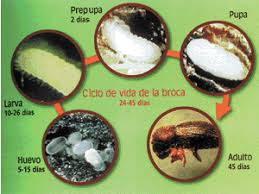 Prepupa
2 días
Pupa
Ciclo de vida de la broca
24-45 días
Larva
10-26 días
Huevo
5-15 días
Adulto
45 días